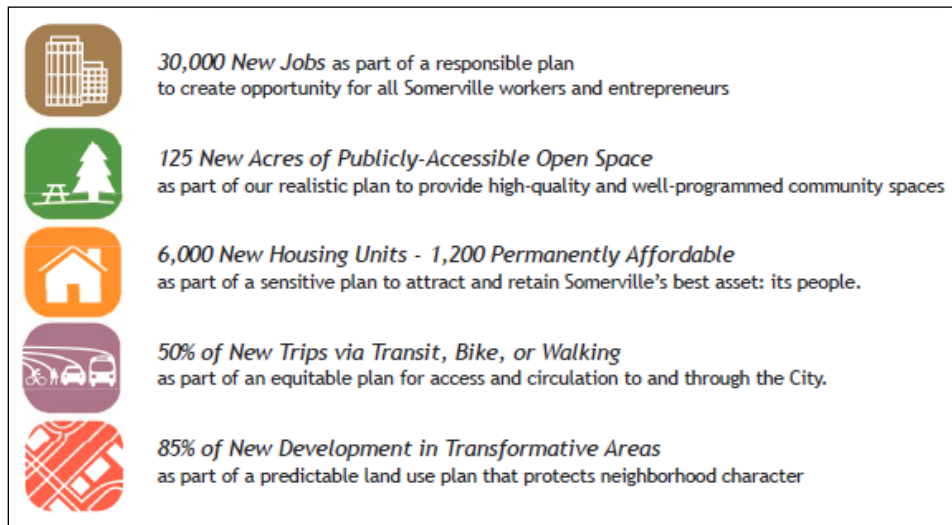 30,000 New Jobs as part of a responsible plan
to create opportunity for all Somerville workers and entrepreneurs
125 New Acres of Publicly-Accessible Open Space
as part of our realistic plan to provide high-quality and well-programmed community spaces
6,000 New Housing Units - 1,200 Permanently Affordable
as part of a sensitive plan to attract and retain Somerville’s best asset: its people.
50% of New Trips via Transit, Bike, or Walking
as part of an equitable plan for access and circulation to and through the City.
85% of New Development in Transformative Areas
as part of a predictable land use plan that protects neighborhood character